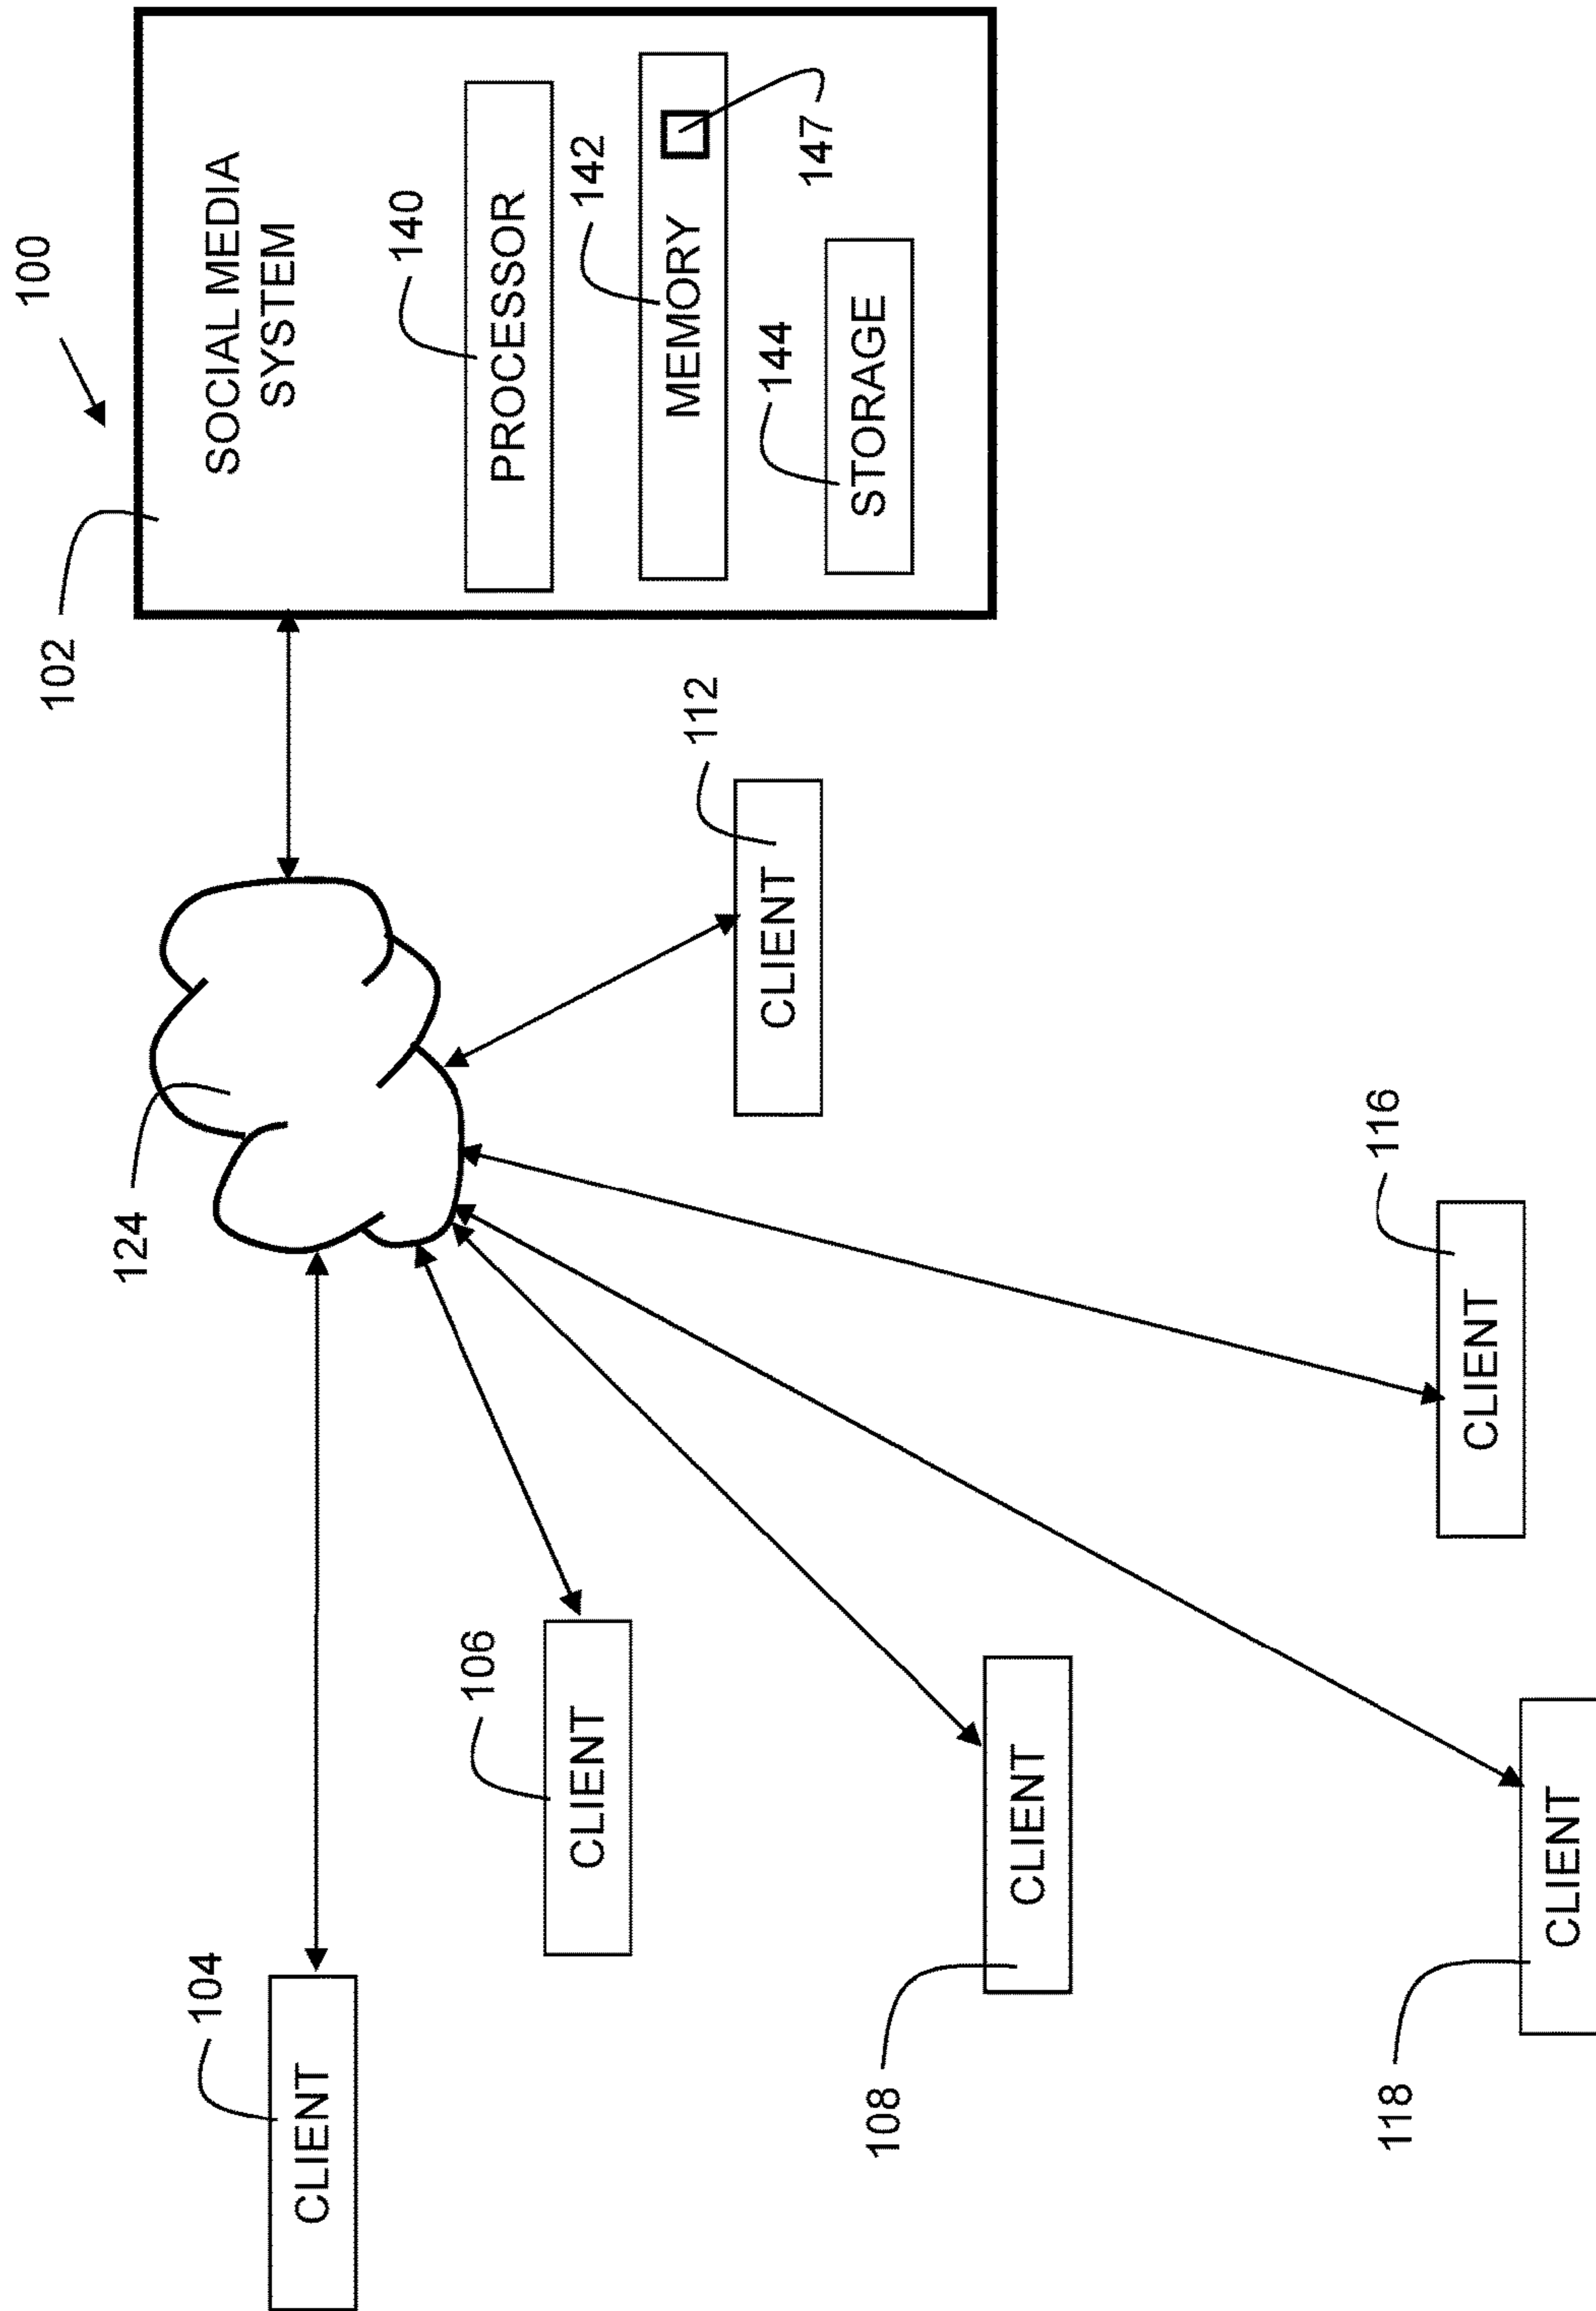 100
102
124
104
SOCIAL MEDIA
SYSTEM
CLIENT
140
106
PROCESSOR
CLIENT
142
MEMORY
112
144
CLIENT
147
STORAGE
108
CLIENT
116
118
CLIENT
CLIENT